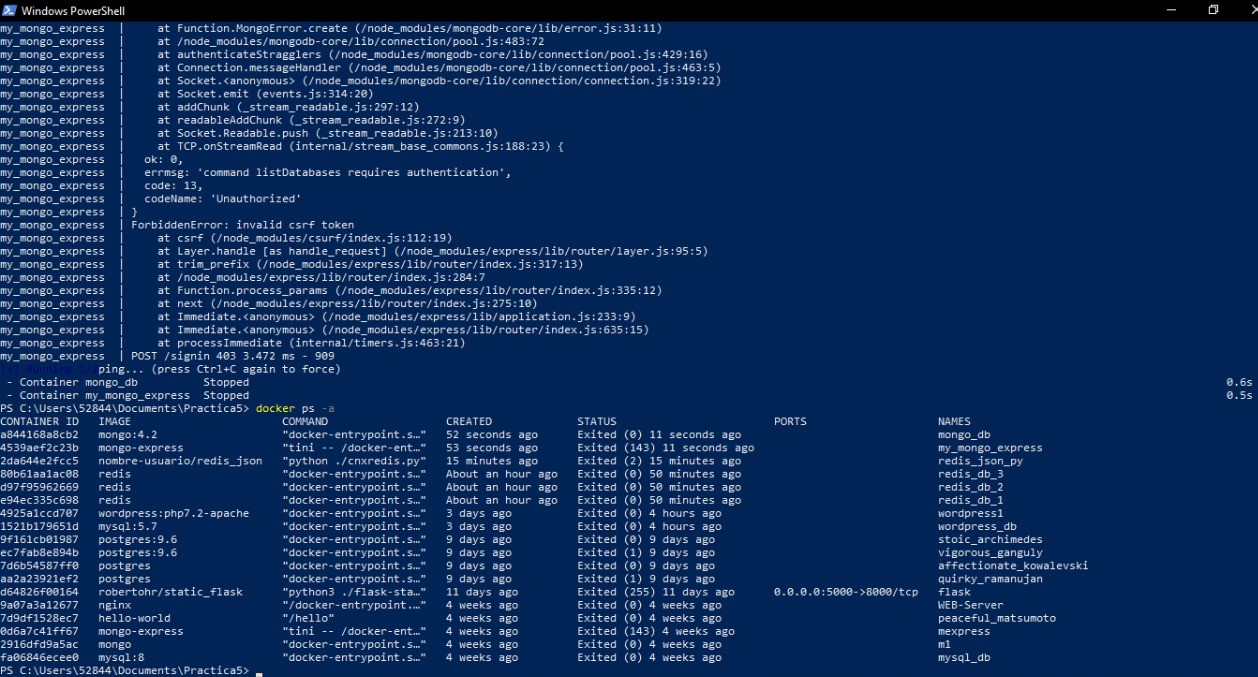 Windows PowerShell
my_mongo_express  |     at Function.MongoError.create (/node_modules/mongodb-core/lib/error.js:31:11)
my_mongo_express  |     at /node_modules/mongodb-core/lib/connection/pool.js:483:72
my_mongo_express  |     at authenticateStragglers (/node_modules/mongodb-core/lib/connection/pool.js:429:16)
my_mongo_express  |     at Connection.messageHandler (/node_modules/mongodb-core/lib/connection/pool.js:463:5)
my_mongo_express  |     at Socket.<anonymous> (/node_modules/mongodb-core/lib/connection/connection.js:319:22)
my_mongo_express  |     at Socket.emit (events.js:314:20)
my_mongo_express  |     at addChunk (_stream_readable.js:297:12)
my_mongo_express  |     at readableAddChunk (_stream_readable.js:272:9)
my_mongo_express  |     at Socket.Readable.push (_stream_readable.js:213:10)
my_mongo_express  |     at TCP.onStreamRead (internal/stream_base_commons.js:188:23) {
my_mongo_express  |   ok: 0,
my_mongo_express  |   errmsg: 'command listDatabases requires authentication',
my_mongo_express  |   code: 13,
my_mongo_express  |   codeName: 'Unauthorized'
my_mongo_express  | }
my_mongo_express  | ForbiddenError: invalid csrf token
my_mongo_express  |     at csrf (/node_modules/csurf/index.js:112:19)
my_mongo_express  |     at Layer.handle [as handle_request] (/node_modules/express/lib/router/layer.js:95:5)
my_mongo_express  |     at trim_prefix (/node_modules/express/lib/router/index.js:317:13)
my_mongo_express  |     at /node_modules/express/lib/router/index.js:284:7
my_mongo_express  |     at Function.process_params (/node_modules/express/lib/router/index.js:335:12)
my_mongo_express  |     at next (/node_modules/express/lib/router/index.js:275:10)
my_mongo_express  |     at Immediate.<anonymous> (/node_modules/express/lib/application.js:233:9)
my_mongo_express  |     at Immediate.<anonymous> (/node_modules/express/lib/router/index.js:635:15)
my_mongo_express  |     at processImmediate (internal/timers.js:463:21)
my_mongo_express  | POST /signin 403 3.472 ms - 909
[+] Running 2/2ping... (press Ctrl+C again to force)
 - Container mongo_db          Stopped 0.6s
 - Container my_mongo_express  Stopped 0.5s
PS C:\Users\52844\Documents\Practica5> docker ps -a
CONTAINER ID   IMAGE                       COMMAND                  CREATED             STATUS                        PORTS                    NAMES
a844168a8cb2   mongo:4.2                   "docker-entrypoint.s…"   52 seconds ago      Exited (0) 11 seconds ago                              mongo_db
4539aef2c23b   mongo-express               "tini -- /docker-ent…"   53 seconds ago      Exited (143) 11 seconds ago                            my_mongo_express
2da644e2fcc5   nombre-usuario/redis_json   "python ./cnxredis.py"   15 minutes ago      Exited (2) 15 minutes ago                              redis_json_py
80b61aa1ac08   redis                       "docker-entrypoint.s…"   About an hour ago   Exited (0) 50 minutes ago                              redis_db_3
d97f95962669   redis                       "docker-entrypoint.s…"   About an hour ago   Exited (0) 50 minutes ago                              redis_db_2
e94ec335c698   redis                       "docker-entrypoint.s…"   About an hour ago   Exited (0) 50 minutes ago                              redis_db_1
4925a1ccd707   wordpress:php7.2-apache     "docker-entrypoint.s…"   3 days ago          Exited (0) 4 hours ago                                 wordpress1
1521b179651d   mysql:5.7                   "docker-entrypoint.s…"   3 days ago          Exited (0) 4 hours ago                                 wordpress_db
9f161cb01987   postgres:9.6                "docker-entrypoint.s…"   9 days ago          Exited (0) 9 days ago                                  stoic_archimedes
ec7fab8e894b   postgres:9.6                "docker-entrypoint.s…"   9 days ago          Exited (1) 9 days ago                                  vigorous_ganguly
7d6b54587ff0   postgres                    "docker-entrypoint.s…"   9 days ago          Exited (0) 9 days ago                                  affectionate_kowalevski
aa2a23921ef2   postgres                    "docker-entrypoint.s…"   9 days ago          Exited (1) 9 days ago                                  quirky_ramanujan
d64826f00164   robertohr/static_flask      "python3 ./flask-sta…"   11 days ago         Exited (255) 11 days ago      0.0.0.0:5000->8000/tcp   flask
9a07a3a12677   nginx                       "/docker-entrypoint.…"   4 weeks ago         Exited (0) 4 weeks ago                                 WEB-Server
7d9df1528ec7   hello-world                 "/hello"                 4 weeks ago         Exited (0) 4 weeks ago                                 peaceful_matsumoto
0d6a7c41ff67   mongo-express               "tini -- /docker-ent…"   4 weeks ago         Exited (143) 4 weeks ago                               mexpress
2916dfd9a5ac   mongo                       "docker-entrypoint.s…"   4 weeks ago         Exited (0) 4 weeks ago                                 m1
fa06846ecee0   mysql:8                     "docker-entrypoint.s…"   4 weeks ago         Exited (0) 4 weeks ago                                 mysql_db
PS C:\Users\52844\Documents\Practica5>